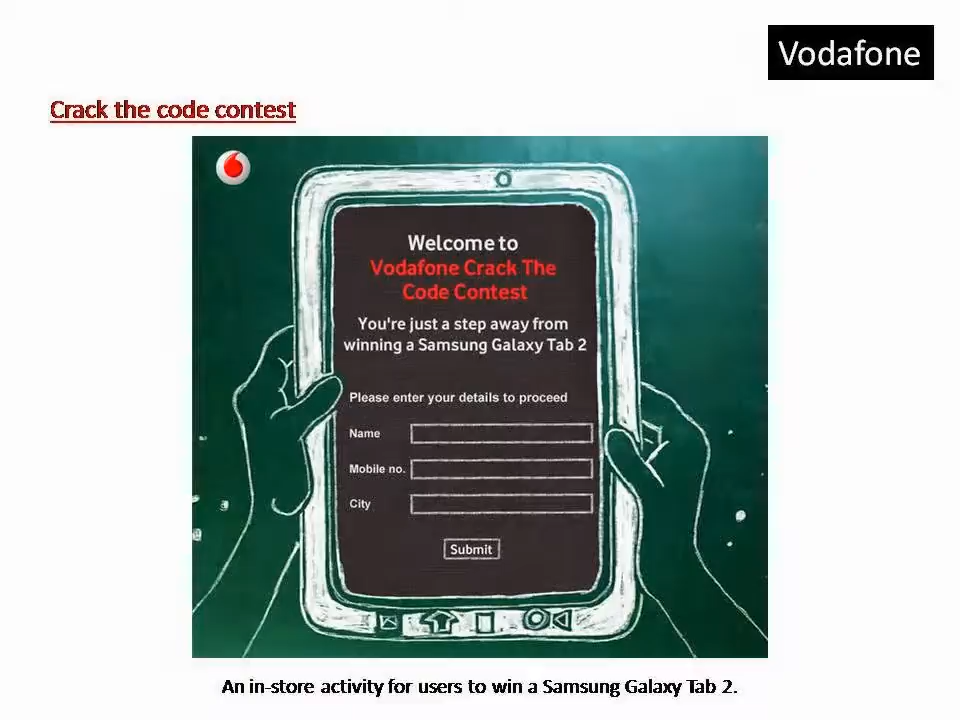 Vodafone
Crack the code contest
Welcome to
Vodafone Crack The
Code Contest
You're just a step away from
winning a Samsung Galaxy Tab 2
Please enter your details to proceed
Name
Mobile no.
City
Submit
An in-store activity for users to win a Samsung Galaxy Tab 2.